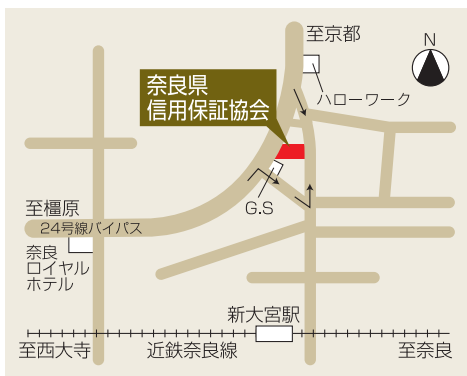 至京都
N
奈良県
信用保証協会
ハローワーク
G.S
至橿原
24号線バイパス
奈良
ロイヤル
ホテル
新大宮駅
至西大寺
近鉄奈良線
至奈良